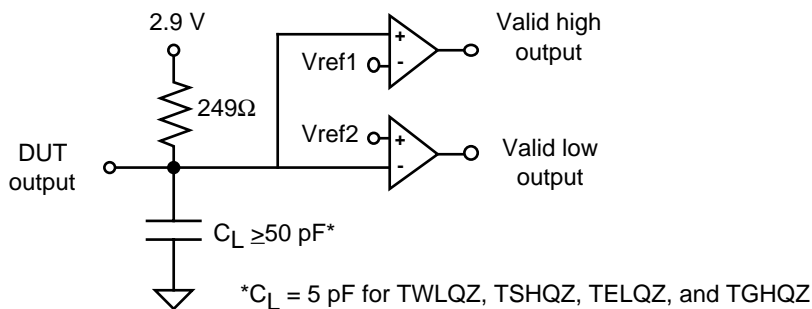 2.9 V
249Ω
DUT
output
Vref1
+
-
Valid high
output
Vref2
+
-
Valid low
output
CL ≥50 pF*
*CL = 5 pF for TWLQZ, TSHQZ, TELQZ, and TGHQZ